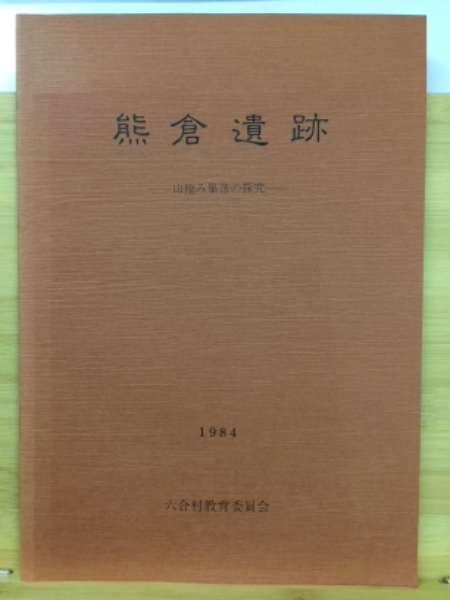 熊倉遺跡
——山棲み集落の探究——
1984
六合村教育委員会